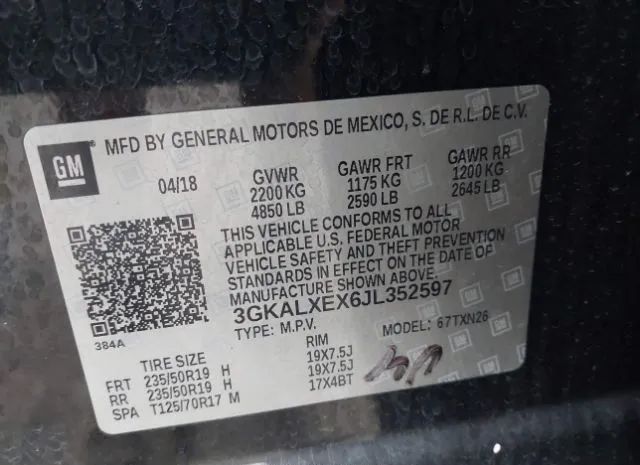 GM
MFD BY GENERAL MOTORS DE MEXICO, S. DE R.L. DE C.V.
04/18 GVWR GAWR FRT GAWR RR
2200 KG 1175 KG 1200 KG
4850 LB 2590 LB 2645 LB
THIS VEHICLE CONFORMS TO ALL
APPLICABLE U.S. FEDERAL MOTOR
VEHICLE SAFETY AND THEFT PREVENTION
STANDARDS IN EFFECT ON THE DATE OF
MANUFACTURE SHOWN ABOVE.
3GKALXEX6JL352597
384A
TYPE: M.P.V. MODEL: 67TXN26
TIRE SIZE RIM
FRT 235/50R19 H 19X7.5J
RR 235/50R19 H 19X7.5J
SPA T125/70R17 M 17X4BT